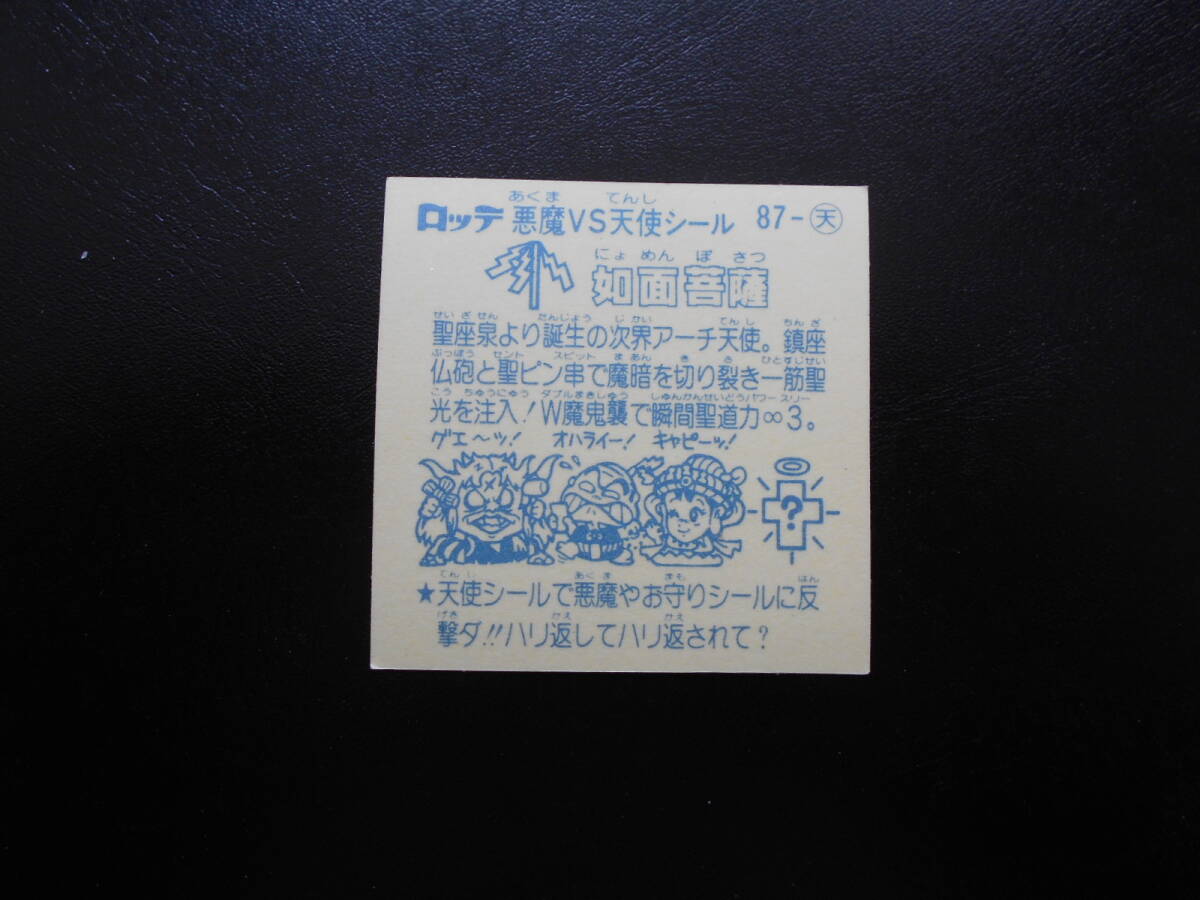 あくま てんし
ロッテ 悪魔VS天使シール 87-天
にょ めん ぼ さつ
如面菩薩
せいざせん たんじょう じかい てんし ちんざ
聖座泉より誕生の次界アーチ天使。鎮座
ぶっぽう セント スピット まあん き さ ひとすじせい
仏砲と聖ピン串で魔暗を切り裂き一筋聖
こう ちゅうにゅう ダブルまきしゅう しゅんかんせいどうパワー スリー
光を注入!W魔鬼襲で瞬間聖道力∞3。
グエ〜ッ! オハライー! キャピーッ!
?
てんし あくま まも はん
★天使シールで悪魔やお守りシールに反
げき かえ かえ
撃ダ!!ハリ返してハリ返されて?